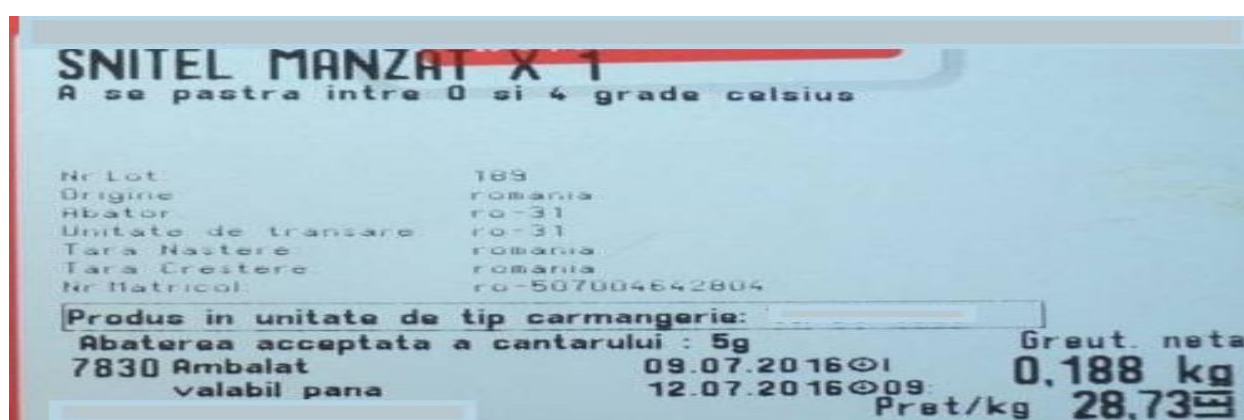 SNITEL MANZAT X 1
A se pastra intre 0 si 4 grade celsius
Nr Lot: 189
Origine romania
Abator ro-31
Unitate de transare: ro-31
Tara Nastere: romania
Tara Crestere: romania
Nr Matricol: ro-507004642804
Produs in unitate de tip carmangerie:
Abaterea acceptata a cantarului : 5g
Greut. neta
7830 Ambalat 09.07.2016
0,188 kg
valabil pana 12.07.2016 09:
Pret/kg 28,73